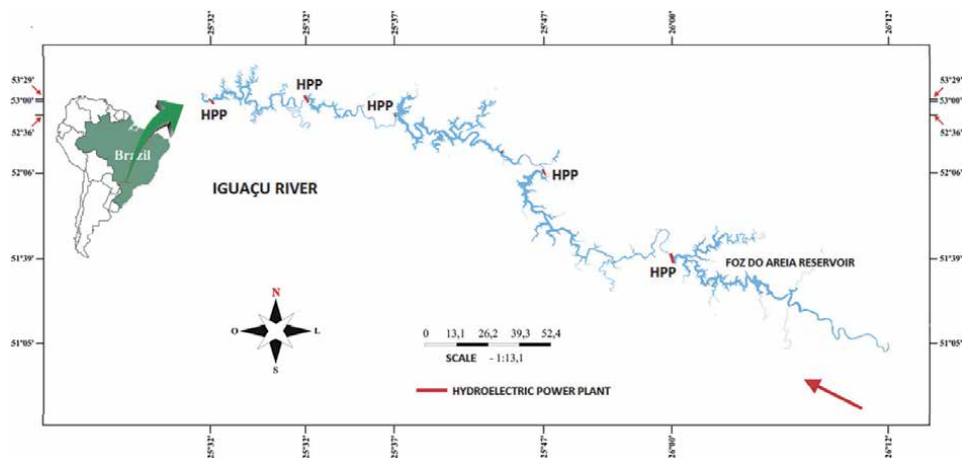 25°32'
25°32'
25°37'
25°47'
26°00'
26°12'
53°29'
53°00'
52°36'
52°06'
51°39'
51°05'
53°29'
53°00'
52°36'
52°06'
51°39'
51°05'
HPP
HPP
HPP
HPP
HPP
Brazil
IGUAÇU RIVER
FOZ DO AREIA RESERVOIR
N
O
L
S
0 13,1 26,2 39,3 52,4
SCALE - 1:13,1
HYDROELECTRIC POWER PLANT
25°32'
25°32'
25°37'
25°47'
26°00'
26°12'